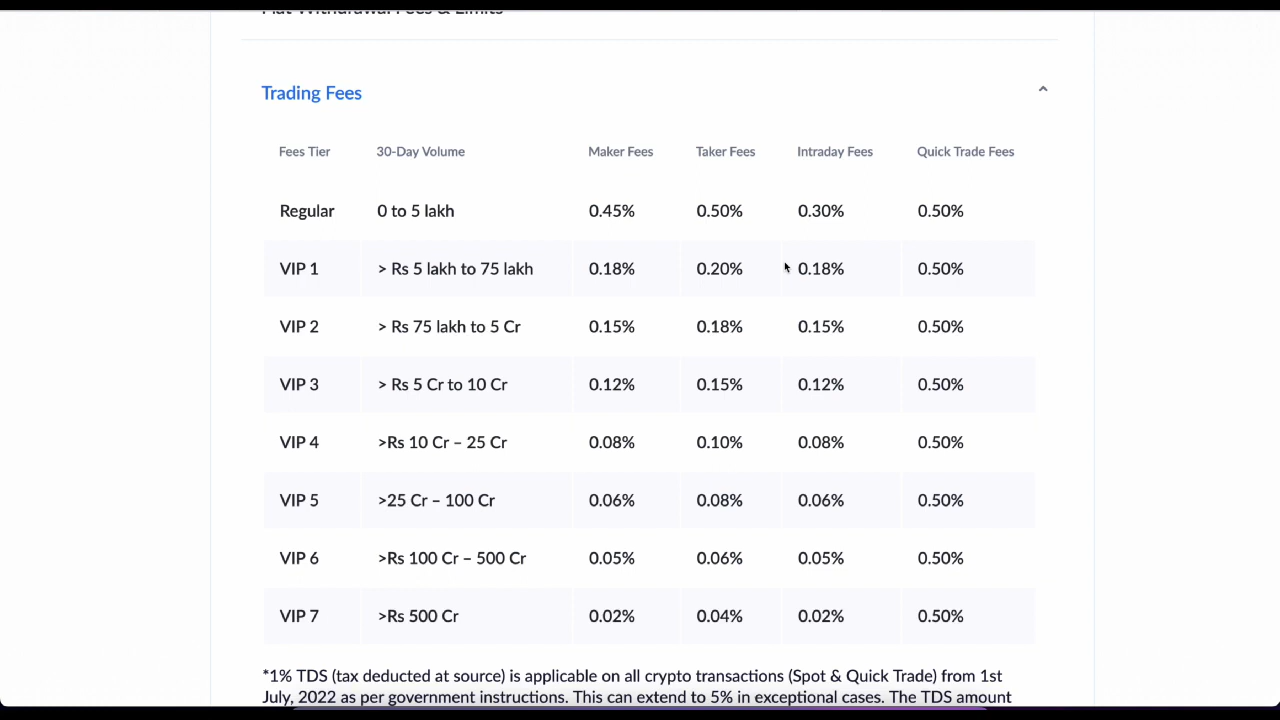 Fiat Withdrawal Fees & Limits
Trading Fees
Fees Tier 30-Day Volume Maker Fees Taker Fees Intraday Fees Quick Trade Fees
Regular 0 to 5 lakh 0.45% 0.50% 0.30% 0.50%
VIP 1 > Rs 5 lakh to 75 lakh 0.18% 0.20% 0.18% 0.50%
VIP 2 > Rs 75 lakh to 5 Cr 0.15% 0.18% 0.15% 0.50%
VIP 3 > Rs 5 Cr to 10 Cr 0.12% 0.15% 0.12% 0.50%
VIP 4 >Rs 10 Cr – 25 Cr 0.08% 0.10% 0.08% 0.50%
VIP 5 >25 Cr – 100 Cr 0.06% 0.08% 0.06% 0.50%
VIP 6 >Rs 100 Cr – 500 Cr 0.05% 0.06% 0.05% 0.50%
VIP 7 >Rs 500 Cr 0.02% 0.04% 0.02% 0.50%
*1% TDS (tax deducted at source) is applicable on all crypto transactions (Spot & Quick Trade) from 1st
July, 2022 as per government instructions. This can extend to 5% in exceptional cases. The TDS amount